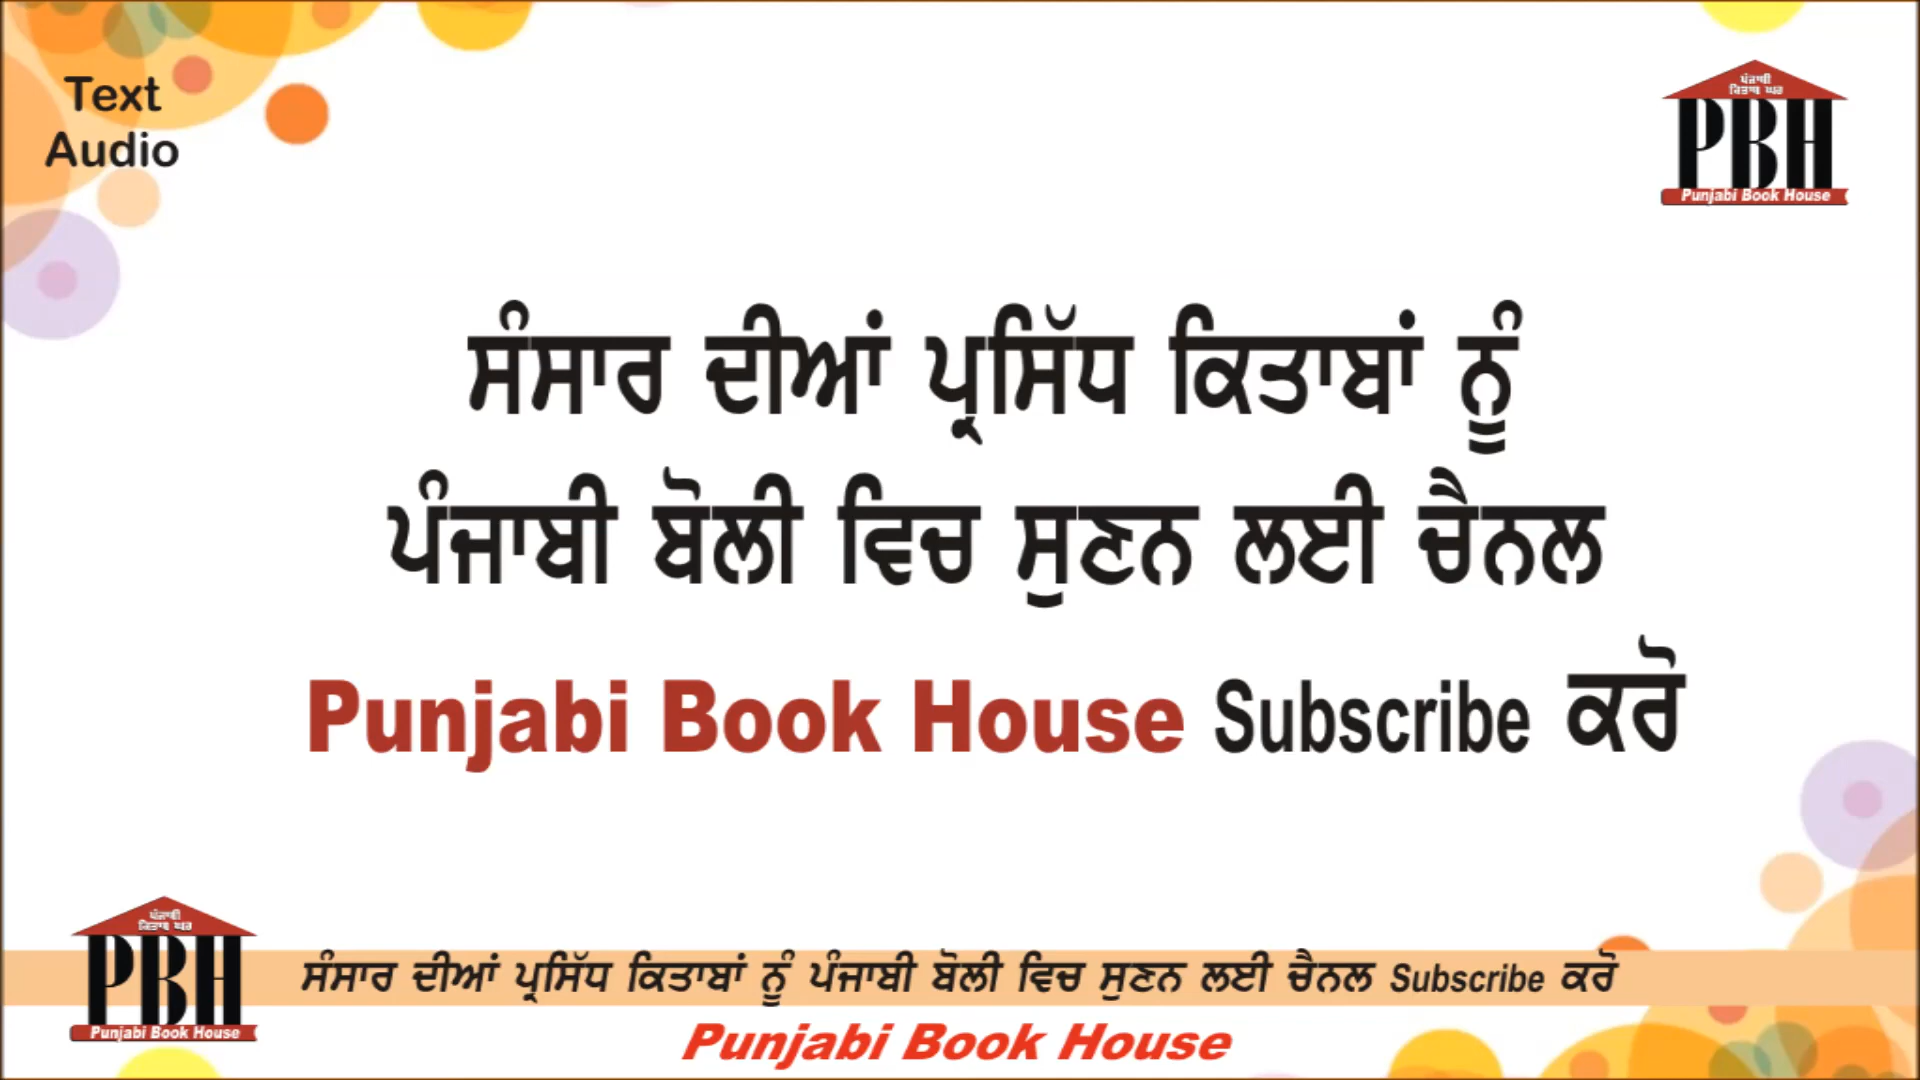 Text
Audio
ਪੰਜਾਬੀ
ਕਿਤਾਬ ਘਰ
PBH
Punjabi Book House
ਸੰਸਾਰ ਦੀਆਂ ਪ੍ਰਸਿੱਧ ਕਿਤਾਬਾਂ ਨੂੰ
ਪੰਜਾਬੀ ਬੋਲੀ ਵਿਚ ਸੁਣਨ ਲਈ ਚੈਨਲ
Punjabi Book House Subscribe ਕਰੋ
ਪੰਜਾਬੀ
ਕਿਤਾਬ ਘਰ
PBH
Punjabi Book House
ਸੰਸਾਰ ਦੀਆਂ ਪ੍ਰਸਿੱਧ ਕਿਤਾਬਾਂ ਨੂੰ ਪੰਜਾਬੀ ਬੋਲੀ ਵਿਚ ਸੁਣਨ ਲਈ ਚੈਨਲ Subscribe ਕਰੋ
Punjabi Book House